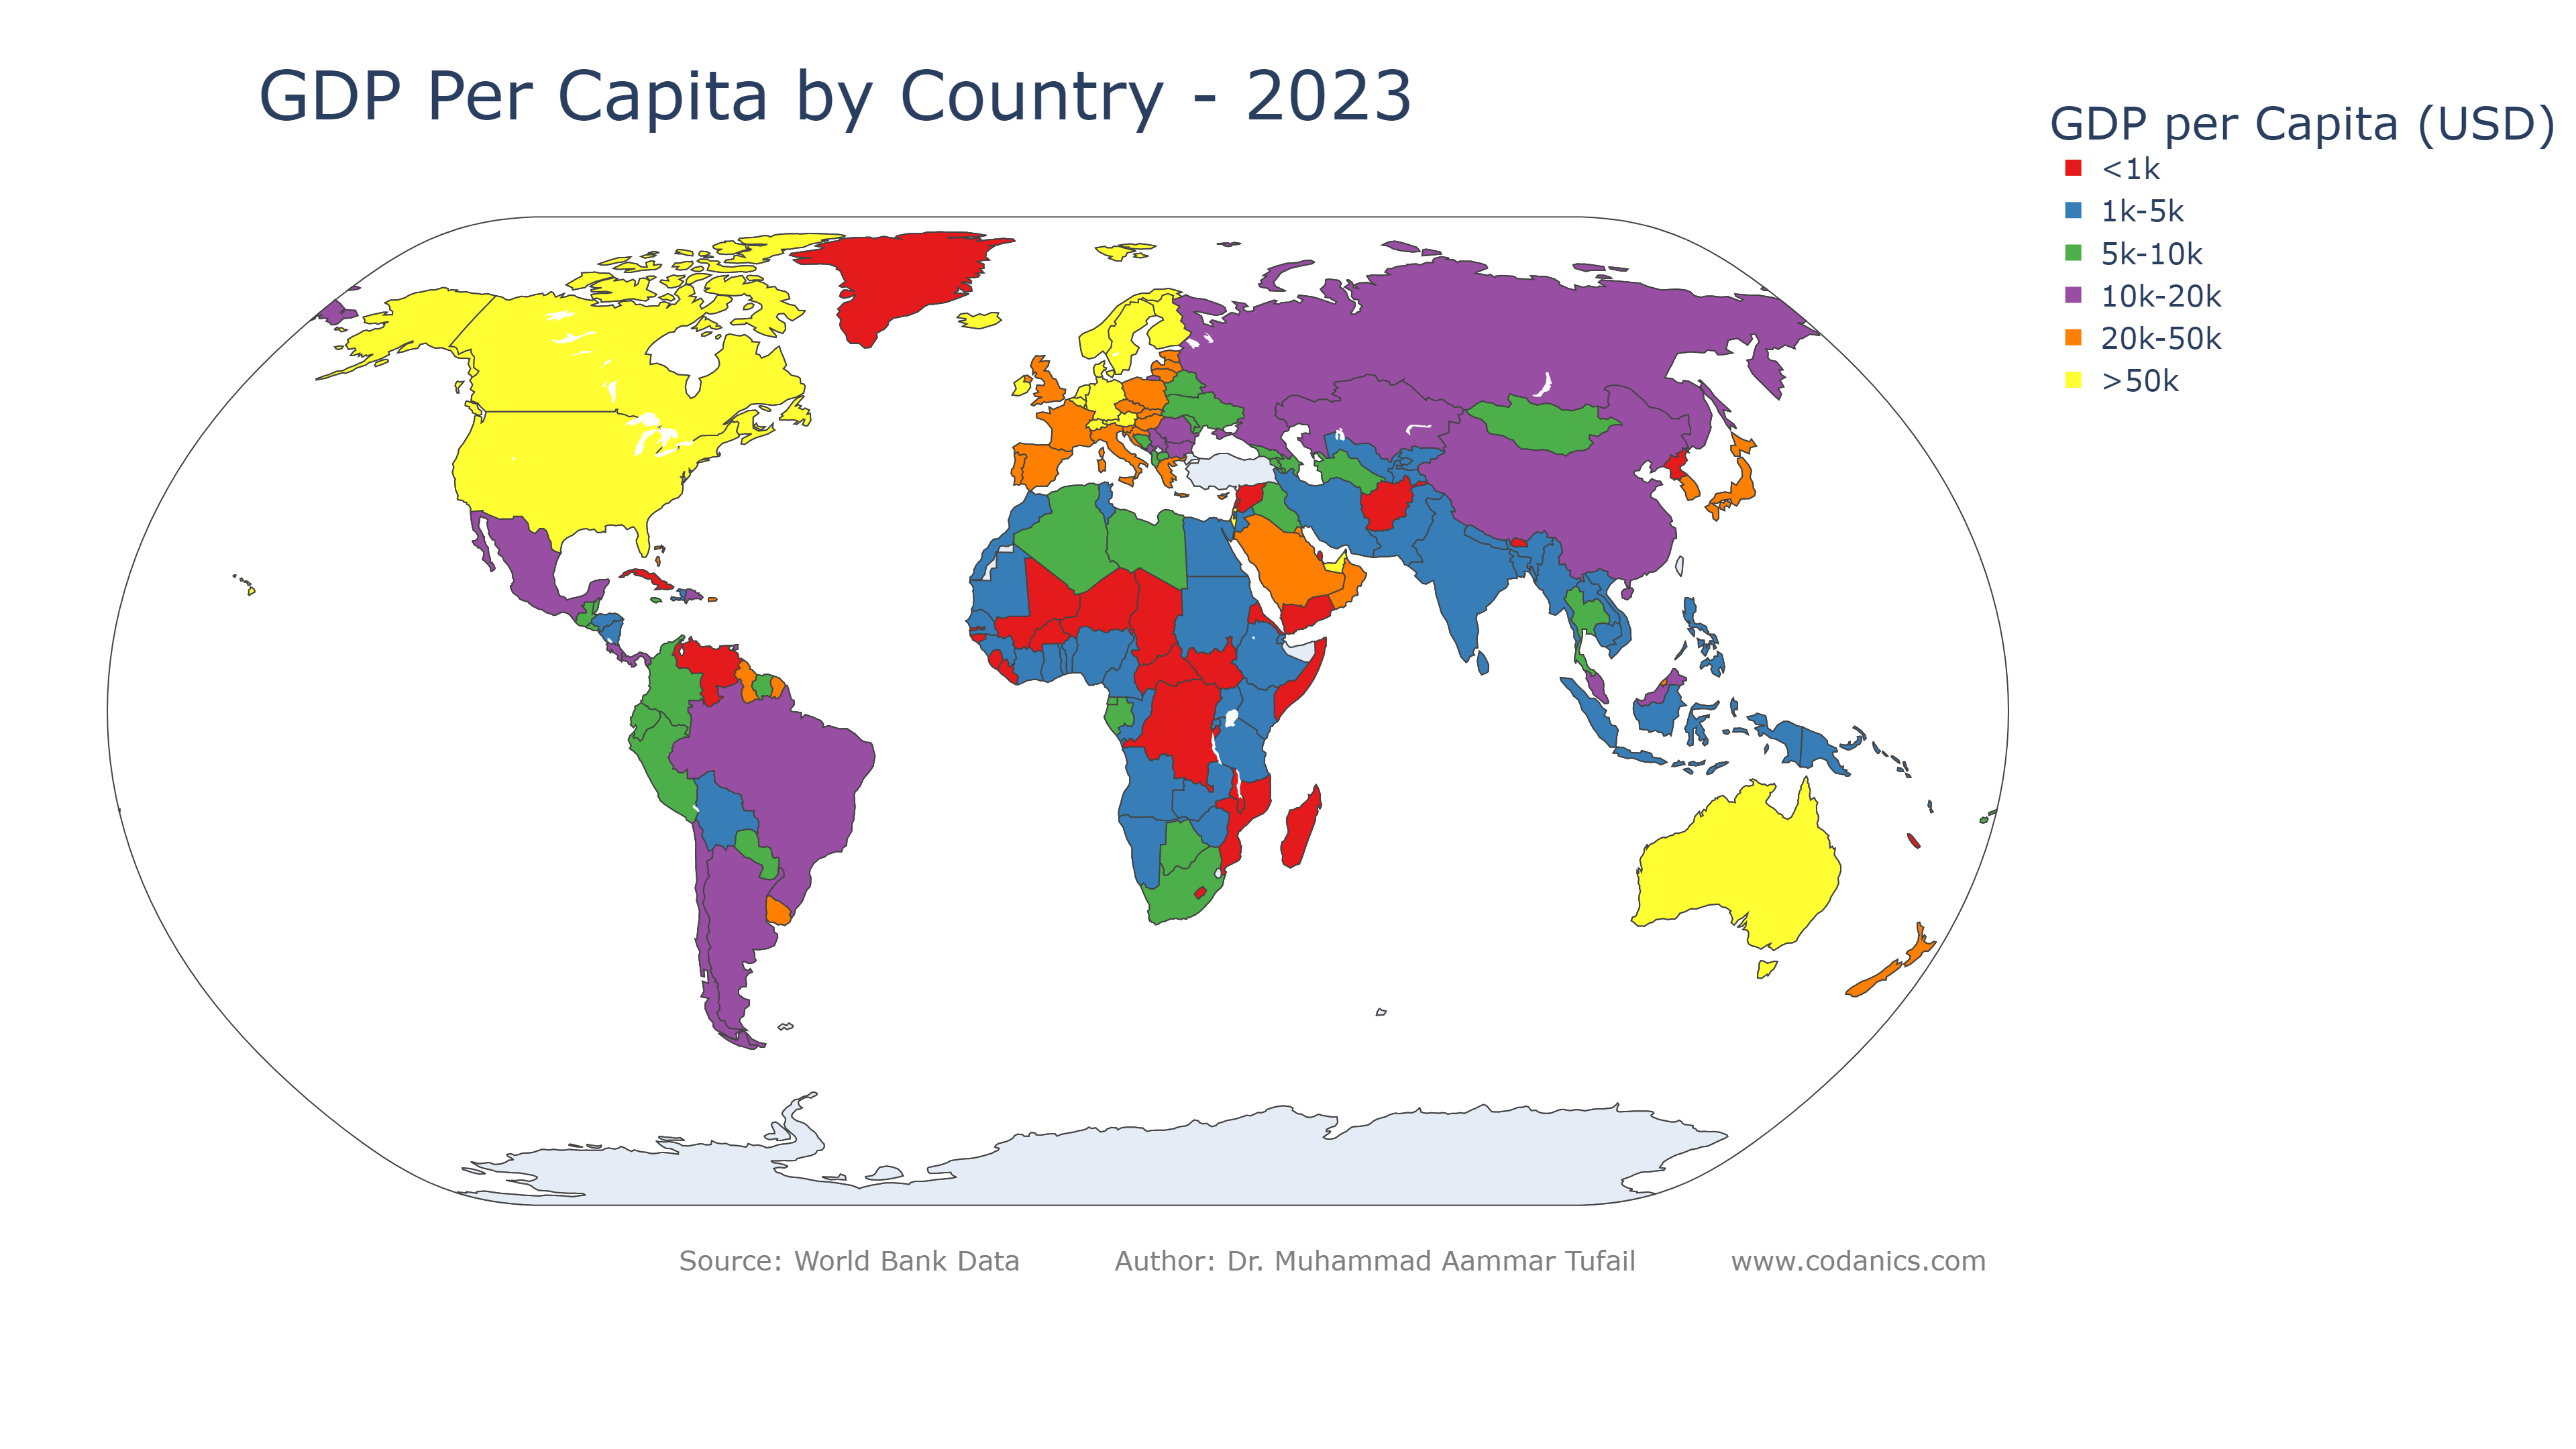 GDP Per Capita by Country - 2023
GDP per Capita (USD)
<1k
1k-5k
5k-10k
10k-20k
20k-50k
>50k
Source: World Bank Data
Author: Dr. Muhammad Aammar Tufail
www.codanics.com